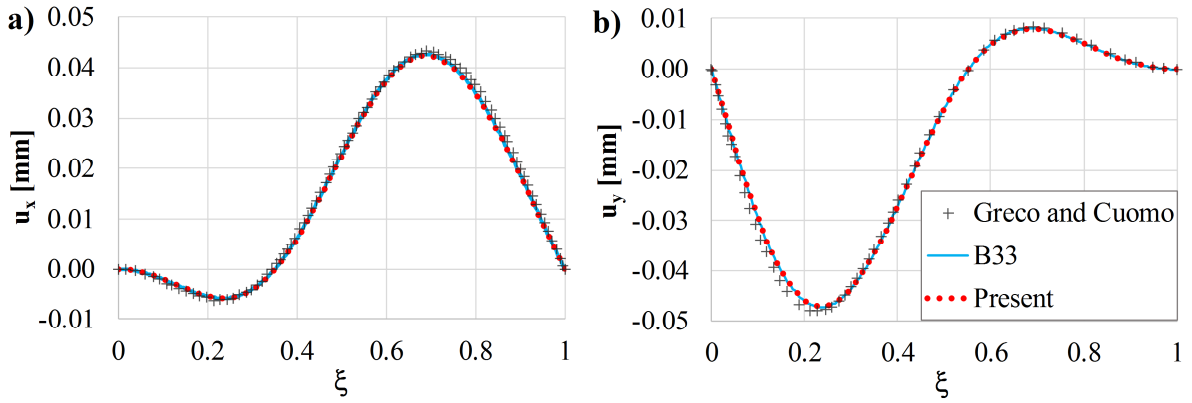 a)
0.05
0.04
0.03
0.02
0.01
0.00
-0.01
u_x [mm]
0 0.2 0.4 0.6 0.8 1
ξ
b)
0.01
0.00
-0.01
-0.02
-0.03
-0.04
-0.05
u_y [mm]
0 0.2 0.4 0.6 0.8 1
ξ
Greco and Cuomo
B33
Present